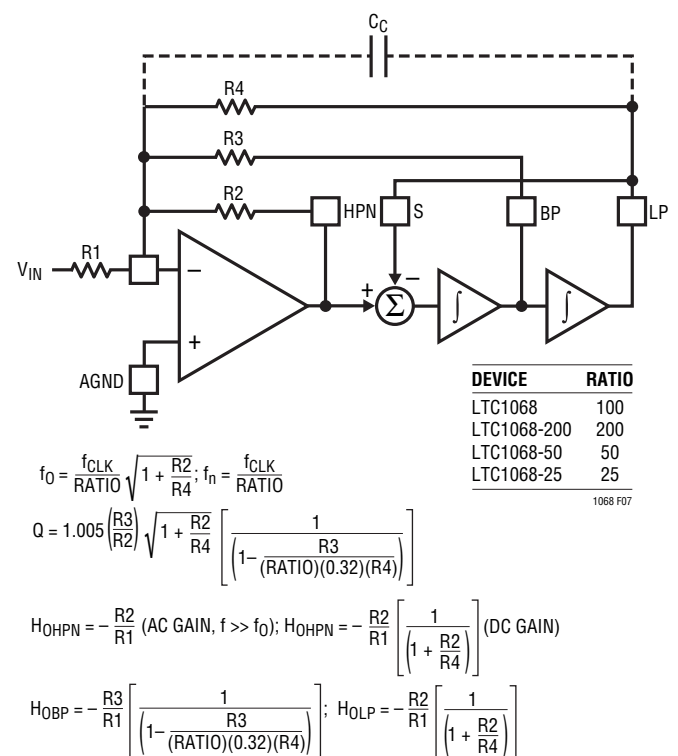 C_C
R4
R3
R2
HPN
S
BP
LP
R1
V_IN
−
+
+
−
Σ
∫
∫
AGND
DEVICE RATIO
LTC1068 100
LTC1068-200 200
LTC1068-50 50
LTC1068-25 25
1068 F07
f_O = f_CLK/RATIO √(1 + R2/R4); f_n = f_CLK/RATIO
Q = 1.005 (R3/R2) √(1 + R2/R4) [1/(1 − R3/((RATIO)(0.32)(R4)))]
H_OHPN = − R2/R1 (AC GAIN, f >> f_O); H_OHPN = − R2/R1 [1/(1 + R2/R4)] (DC GAIN)
H_OBP = − R3/R1 [1/(1 − R3/((RATIO)(0.32)(R4)))]; H_OLP = − R2/R1 [1/(1 + R2/R4)]